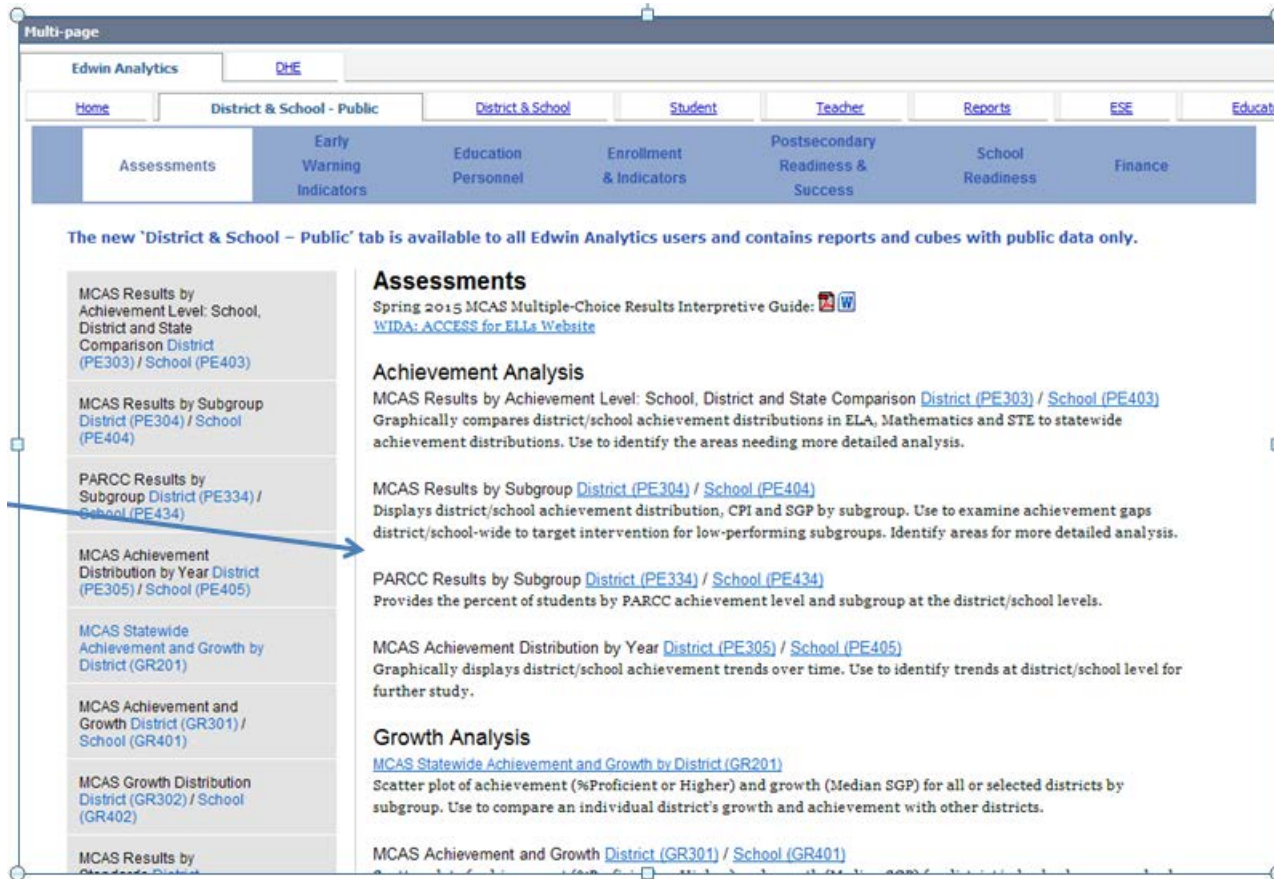 Multi-page
Edwin Analytics DHE
Home District & School - Public District & School Student Teacher Reports ESE
Assessments
Early
Warning
Indicators
Education
Personnel
Enrollment
& Indicators
Postsecondary
Readiness &
Success
School
Readiness
Finance
The new 'District & School – Public' tab is available to all Edwin Analytics users and contains reports and cubes with public data only.
MCAS Results by
Achievement Level: School,
District and State
Comparison District
(PE303) / School (PE403)
MCAS Results by Subgroup
District (PE304) / School
(PE404)
PARCC Results by
Subgroup District (PE334) /
School (PE434)
MCAS Achievement
Distribution by Year District
(PE305) / School (PE405)
MCAS Statewide
Achievement and Growth by
District (GR201)
MCAS Achievement and
Growth District (GR301) /
School (GR401)
MCAS Growth Distribution
District (GR302) / School
(GR402)
MCAS Results by
Assessments
Spring 2015 MCAS Multiple-Choice Results Interpretive Guide:
WIDA: ACCESS for ELLs Website
Achievement Analysis
MCAS Results by Achievement Level: School, District and State Comparison District (PE303) / School (PE403)
Graphically compares district/school achievement distributions in ELA, Mathematics and STE to statewide
achievement distributions. Use to identify the areas needing more detailed analysis.
MCAS Results by Subgroup District (PE304) / School (PE404)
Displays district/school achievement distribution, CPI and SGP by subgroup. Use to examine achievement gaps
district/school-wide to target intervention for low-performing subgroups. Identify areas for more detailed analysis.
PARCC Results by Subgroup District (PE334) / School (PE434)
Provides the percent of students by PARCC achievement level and subgroup at the district/school levels.
MCAS Achievement Distribution by Year District (PE305) / School (PE405)
Graphically displays district/school achievement trends over time. Use to identify trends at district/school level for
further study.
Growth Analysis
MCAS Statewide Achievement and Growth by District (GR201)
Scatter plot of achievement (%Proficient or Higher) and growth (Median SGP) for all or selected districts by
subgroup. Use to compare an individual district's growth and achievement with other districts.
MCAS Achievement and Growth District (GR301) / School (GR401)